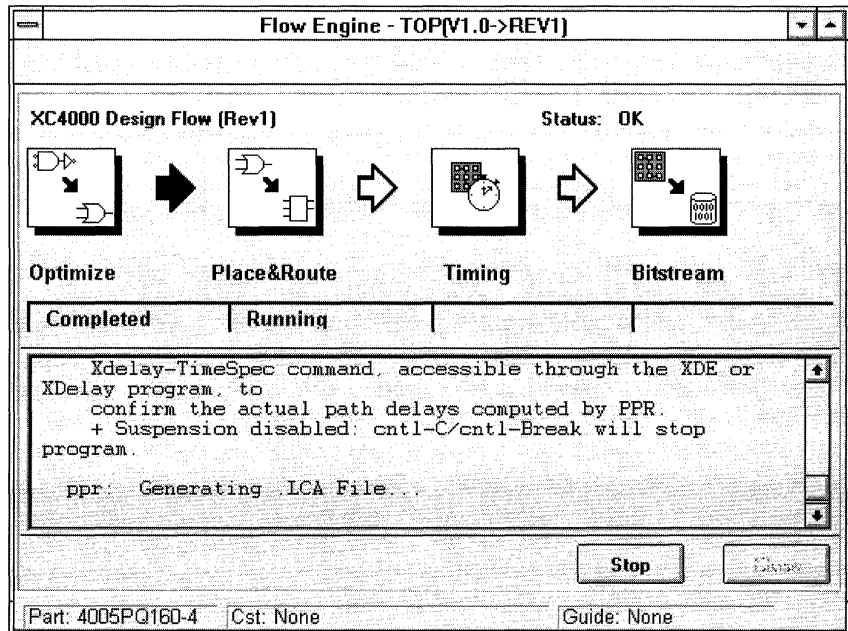 Flow Engine - TOP(V1.0->REV1)
XC4000 Design Flow (Rev1)
Status: OK
0010
1001
Optimize
Place&Route
Timing
Bitstream
Completed
Running
Xdelay-TimeSpec command, accessible through the XDE or
XDelay program, to
confirm the actual path delays computed by PPR.
+ Suspension disabled: cntl-C/cntl-Break will stop
program.
ppr: Generating .LCA File...
Stop
Close
Part: 4005PQ160-4
Cst: None
Guide: None